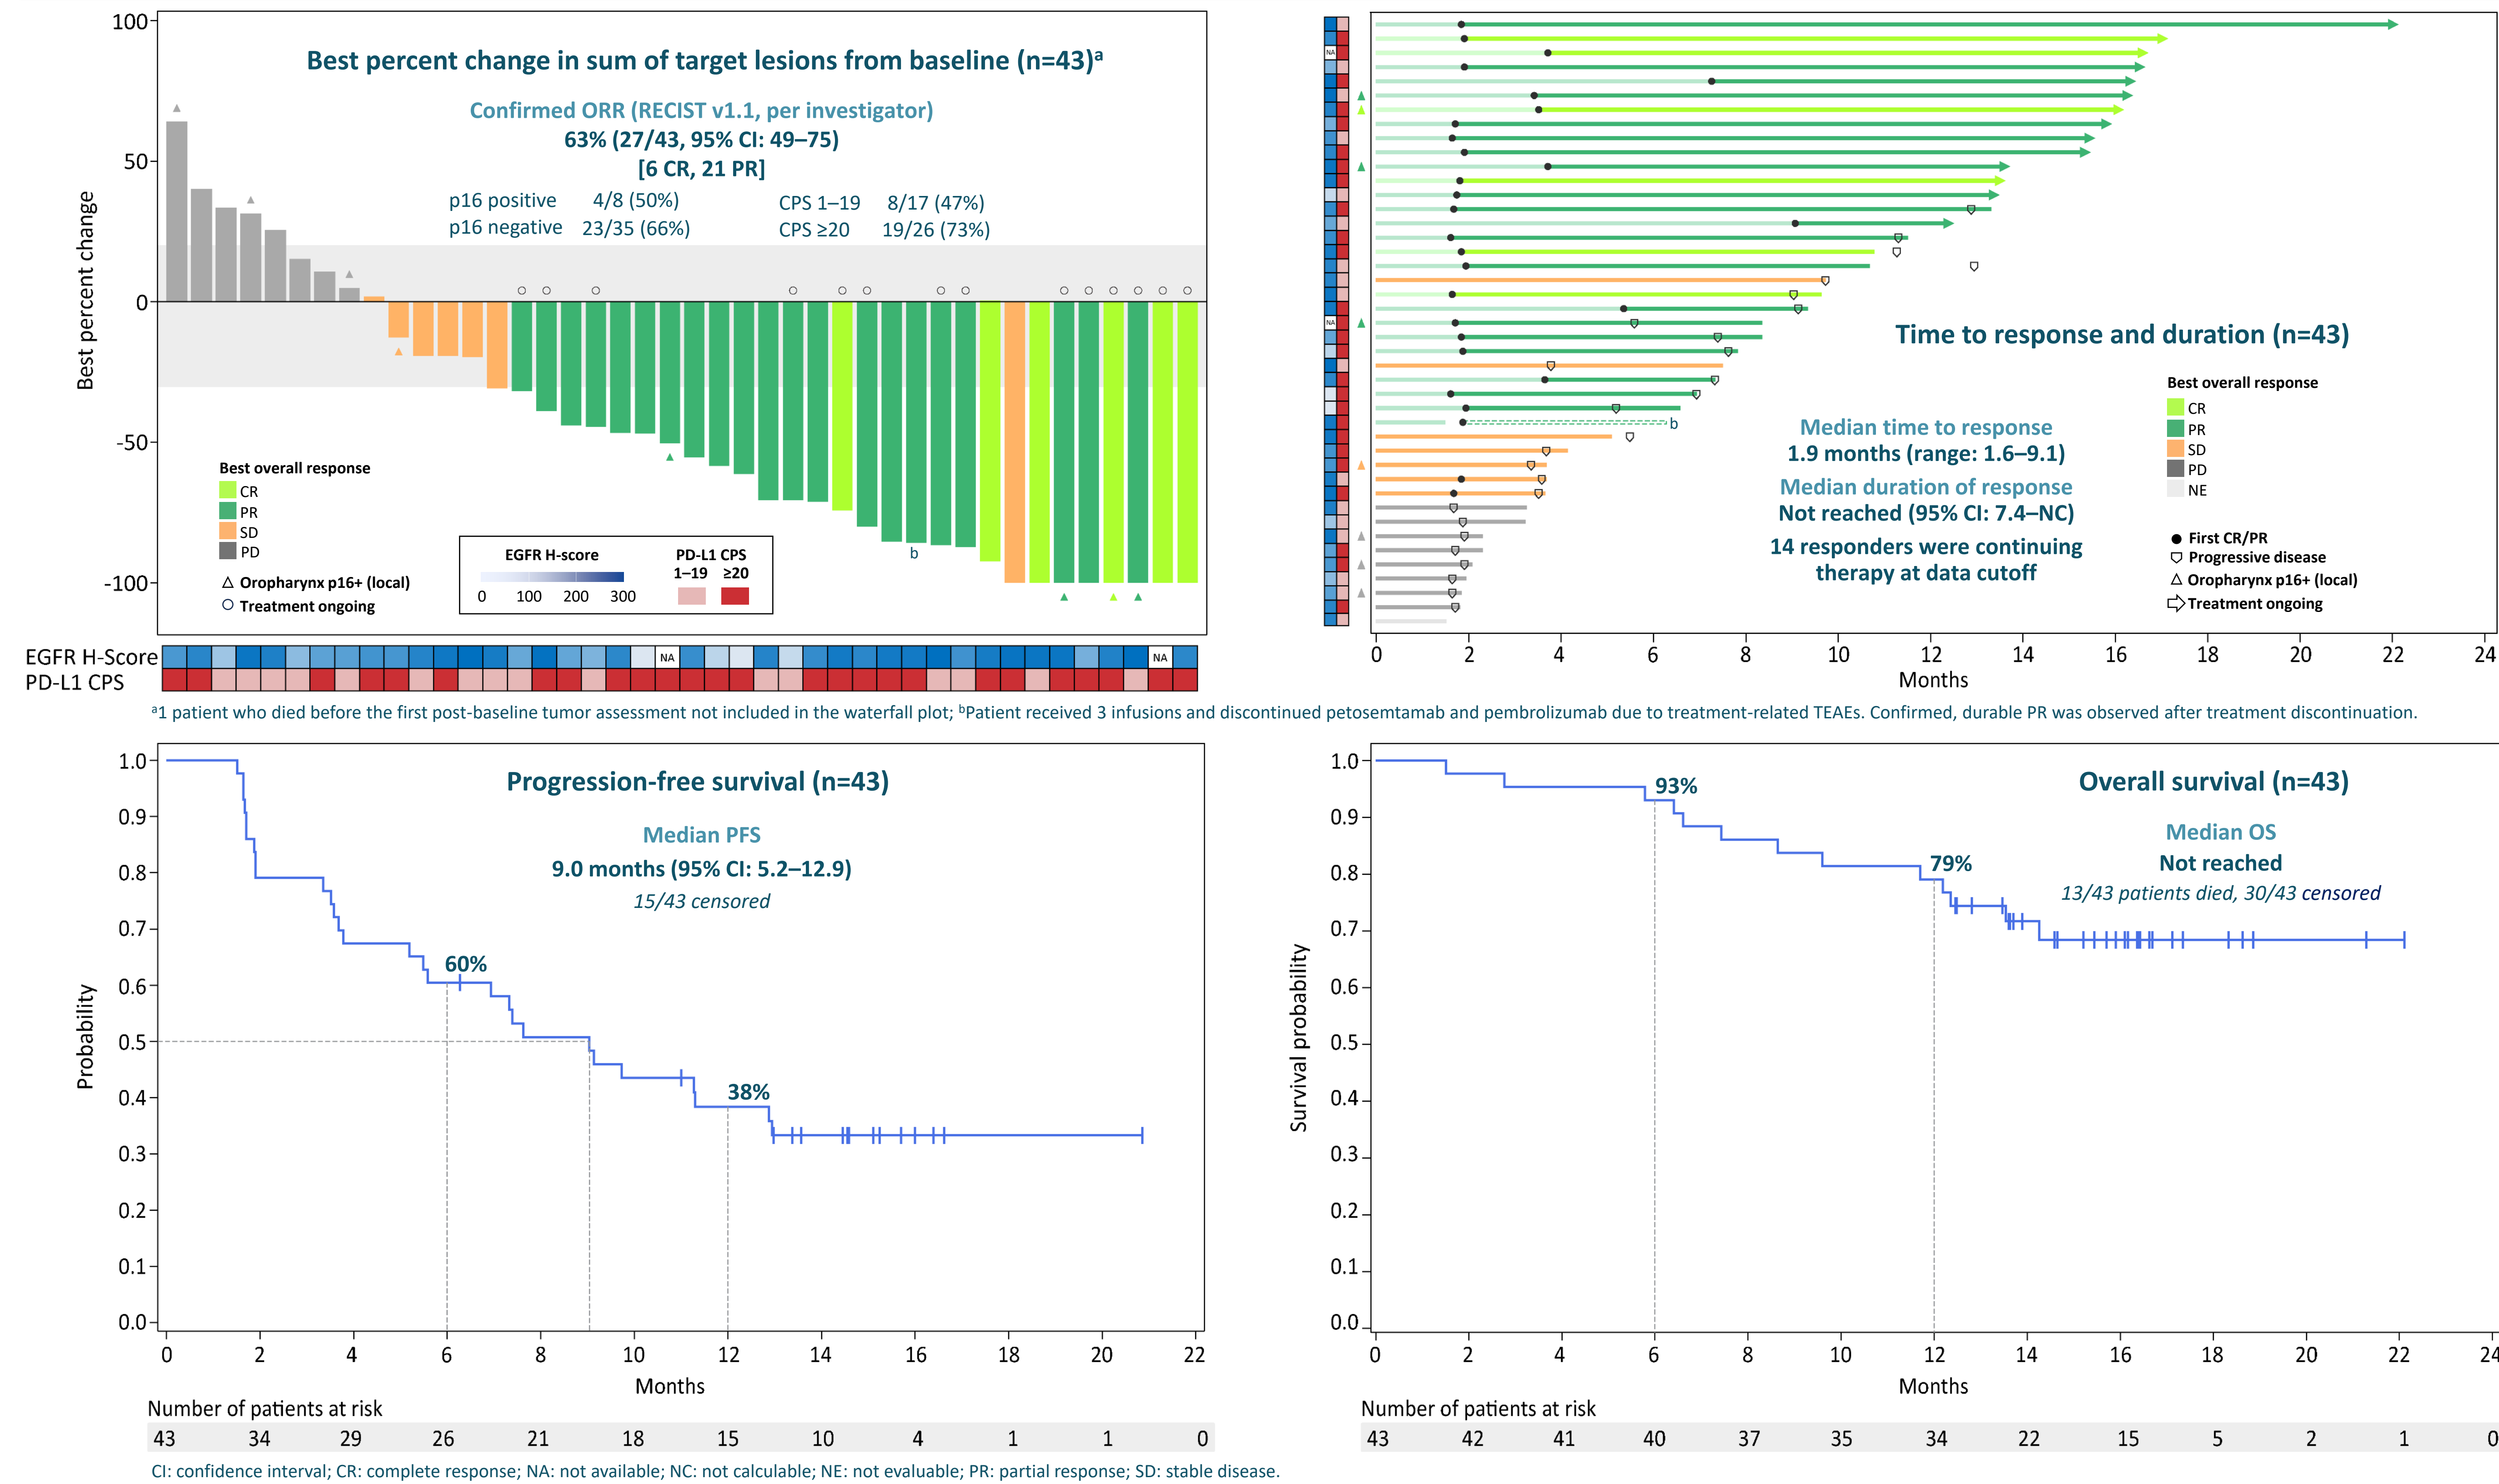 Best percent change in sum of target lesions from baseline (n=43)ᵃ
Confirmed ORR (RECIST v1.1, per investigator)
63% (27/43, 95% CI: 49–75)
[6 CR, 21 PR]
p16 positive 4/8 (50%) CPS 1–19 8/17 (47%)
p16 negative 23/35 (66%) CPS ≥20 19/26 (73%)
Best percent change
100
50
0
-50
-100
b
Best overall response
CR
PR
SD
PD
Oropharynx p16+ (local)
Treatment ongoing
EGFR H-score
0 100 200 300
PD-L1 CPS
1–19 ≥20
EGFR H-Score NA NA
PD-L1 CPS
NA
NA
Time to response and duration (n=43)
Best overall response
CR
PR
SD
PD
NE
First CR/PR
Progressive disease
Oropharynx p16+ (local)
Treatment ongoing
b
Median time to response
1.9 months (range: 1.6–9.1)
Median duration of response
Not reached (95% CI: 7.4–NC)
14 responders were continuing
therapy at data cutoff
0 2 4 6 8 10 12 14 16 18 20 22 24
Months
ᵃ1 patient who died before the first post-baseline tumor assessment not included in the waterfall plot; ᵇPatient received 3 infusions and discontinued petosemtamab and pembrolizumab due to treatment-related TEAEs. Confirmed, durable PR was observed after treatment discontinuation.
Progression-free survival (n=43)
Median PFS
9.0 months (95% CI: 5.2–12.9)
15/43 censored
60%
38%
Probability
1.0
0.9
0.8
0.7
0.6
0.5
0.4
0.3
0.2
0.1
0.0
0 2 4 6 8 10 12 14 16 18 20 22
Months
Number of patients at risk
43 34 29 26 21 18 15 10 4 1 1 0
Overall survival (n=43)
Median OS
Not reached
13/43 patients died, 30/43 censored
93%
79%
Survival probability
1.0
0.9
0.8
0.7
0.6
0.5
0.4
0.3
0.2
0.1
0.0
0 2 4 6 8 10 12 14 16 18 20 22 24
Months
Number of patients at risk
43 42 41 40 37 35 34 22 15 5 2 1 0
CI: confidence interval; CR: complete response; NA: not available; NC: not calculable; NE: not evaluable; PR: partial response; SD: stable disease.